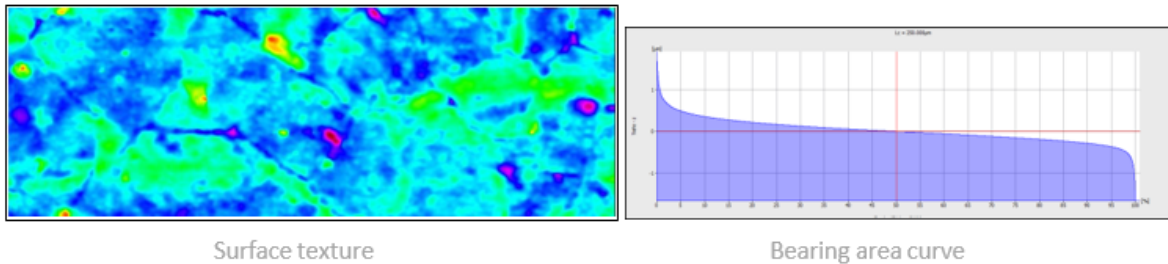 Lc = 250.000µm
[µm]
1
0
-1
0 5 10 15 20 25 30 35 40 45 50 55 60 65 70 75 80 85 90 95 100 [%]
Surface texture
Bearing area curve